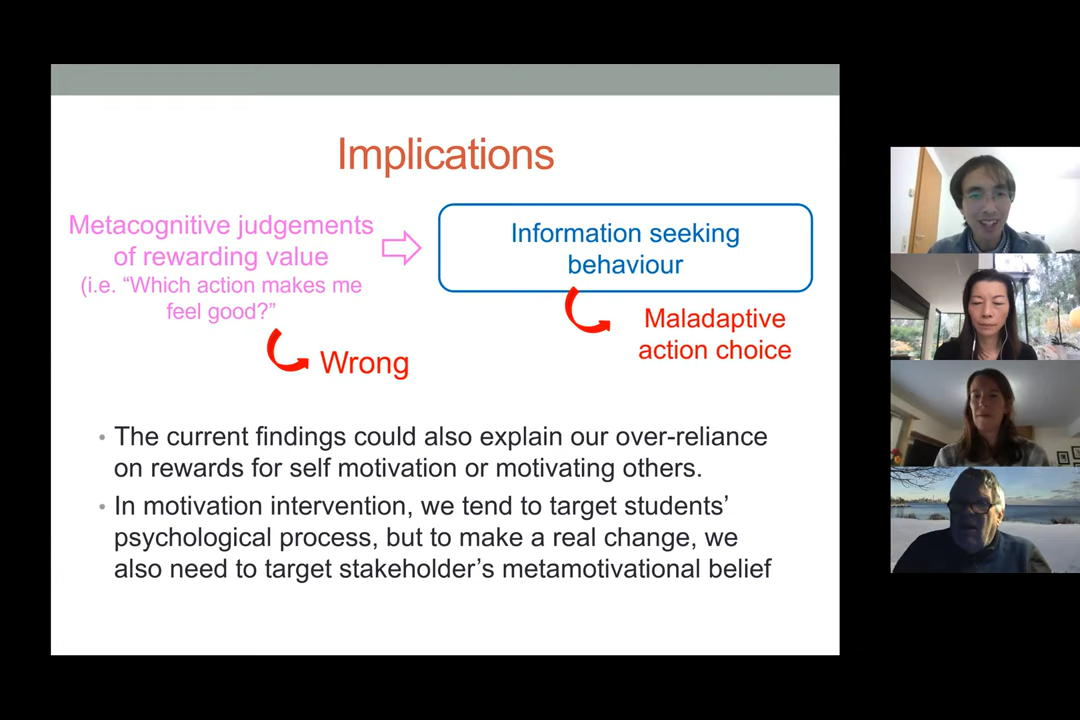 Implications
Metacognitive judgements
of rewarding value
(i.e. “Which action makes me
feel good?”
Wrong
Information seeking
behaviour
Maladaptive
action choice
• The current findings could also explain our over-reliance
on rewards for self motivation or motivating others.
• In motivation intervention, we tend to target students’
psychological process, but to make a real change, we
also need to target stakeholder’s metamotivational belief